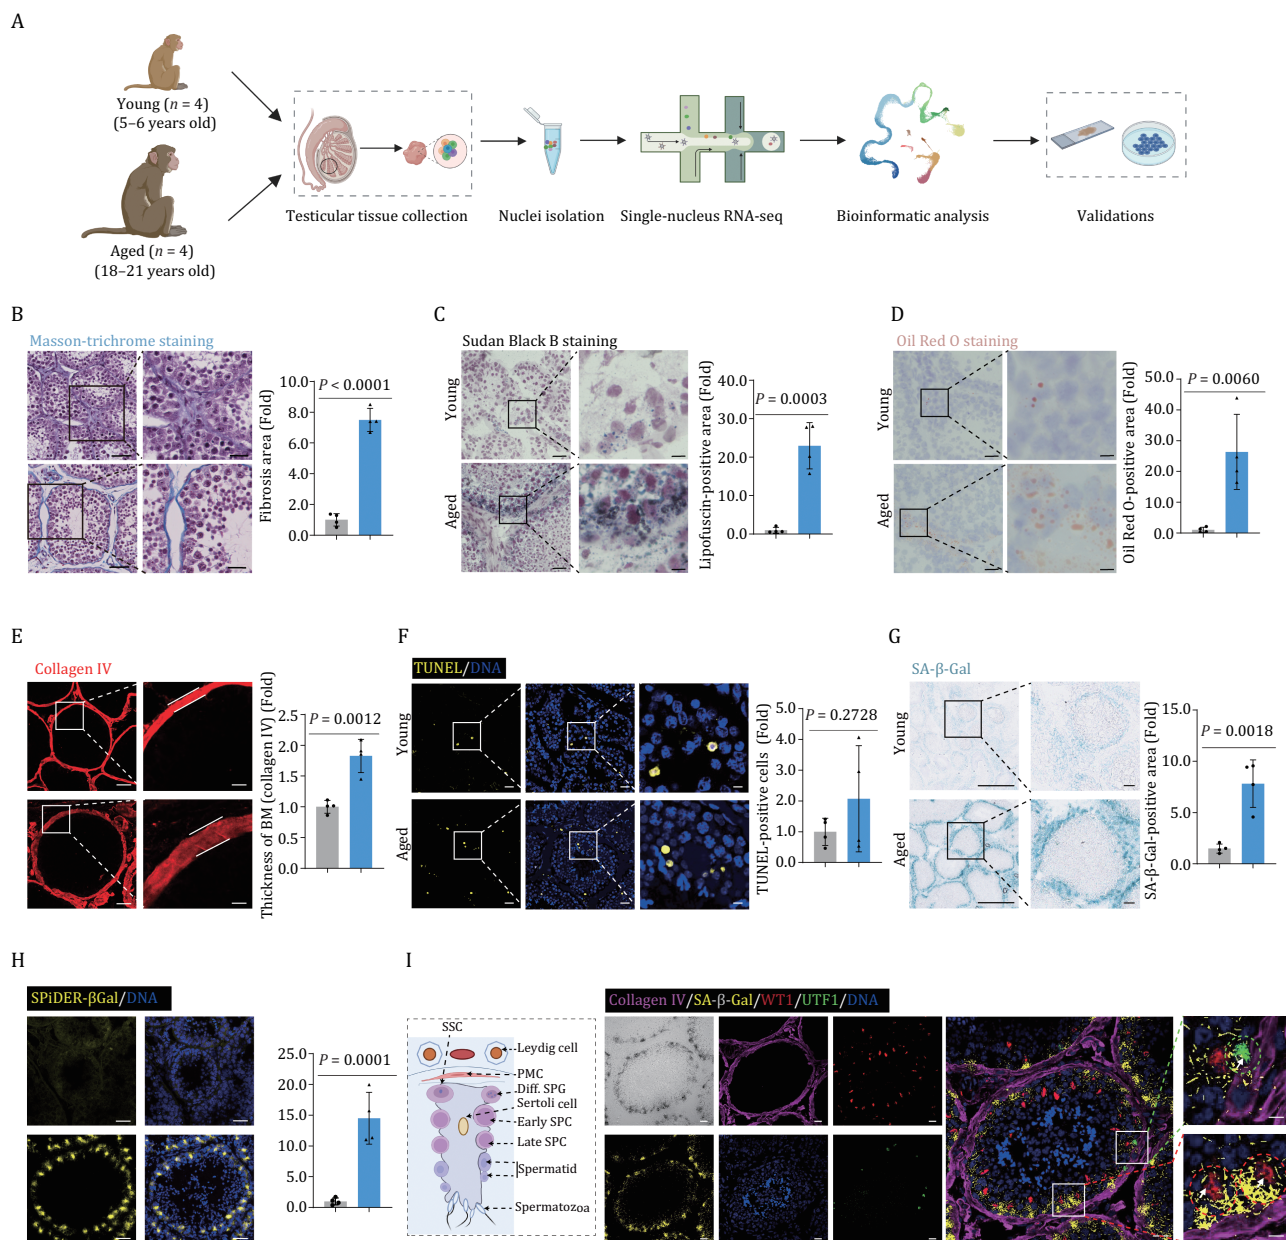 A
Young (n = 4)
(5–6 years old)
Aged (n = 4)
(18–21 years old)
Testicular tissue collection
Nuclei isolation
Single-nucleus RNA-seq
Bioinformatic analysis
Validations
B
Masson-trichrome staining
Fibrosis area (Fold)
10.0
8.0
6.0
4.0
2.0
0.0
P < 0.0001
C
Sudan Black B staining
Young
Aged
Lipofuscin-positive area (Fold)
40.0
30.0
20.0
10.0
0.0
P = 0.0003
D
Oil Red O staining
Young
Aged
Oil Red O-positive area (Fold)
50.0
40.0
30.0
20.0
10.0
0.0
P = 0.0060
E
Collagen IV
Thickness of BM (collagen IV) (Fold)
2.5
2.0
1.5
1.0
0.5
0.0
P = 0.0012
F
TUNEL/DNA
Young
Aged
TUNEL-positive cells (Fold)
5.0
4.0
3.0
2.0
1.0
0.0
P = 0.2728
G
SA-β-Gal
Young
Aged
SA-β-Gal-positive area (Fold)
15.0
10.0
5.0
0.0
P = 0.0018
H
SPiDER-βGal/DNA
25.0
20.0
15.0
10.0
5.0
0.0
P = 0.0001
I
SSC
Leydig cell
PMC
Diff. SPG
Sertoli cell
Early SPC
Late SPC
Spermatid
Spermatozoa
Collagen IV/SA-β-Gal/WT1/UTF1/DNA